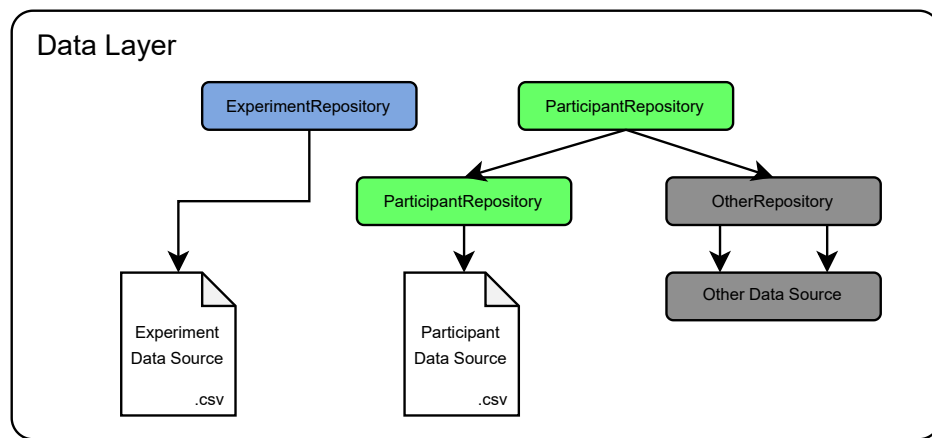 Data Layer
ExperimentRepository
ParticipantRepository
ParticipantRepository
OtherRepository
Other Data Source
Experiment
Data Source
.csv
Participant
Data Source
.csv